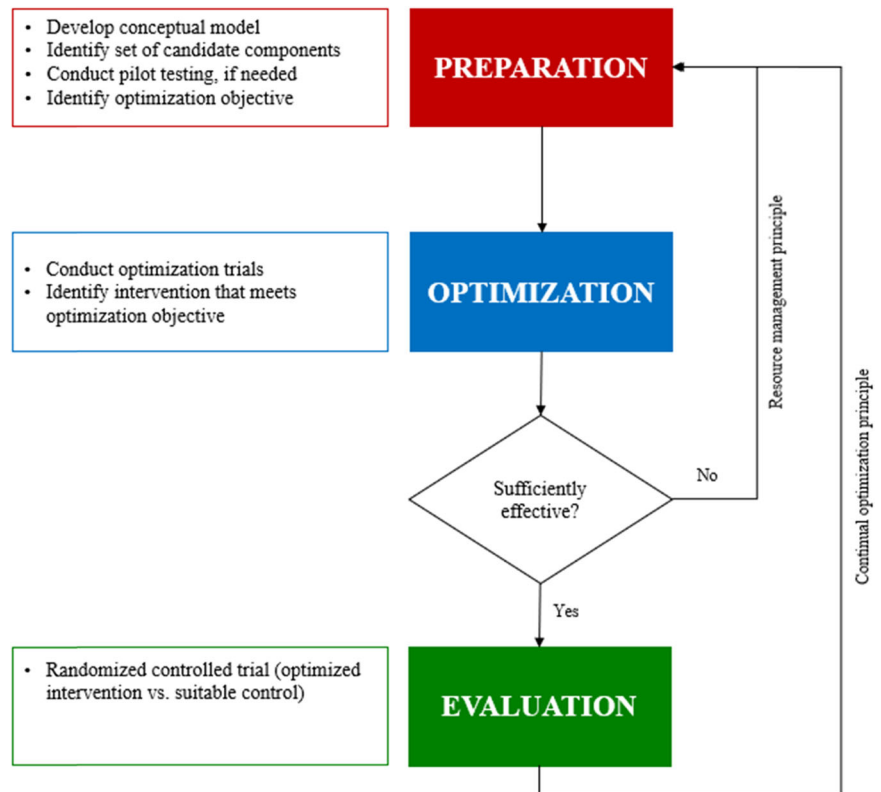 • Develop conceptual model
• Identify set of candidate components
• Conduct pilot testing, if needed
• Identify optimization objective
PREPARATION
Resource management principle
Continual optimization principle
• Conduct optimization trials
• Identify intervention that meets
optimization objective
OPTIMIZATION
Sufficiently
effective?
No
Yes
• Randomized controlled trial (optimized
intervention vs. suitable control)
EVALUATION